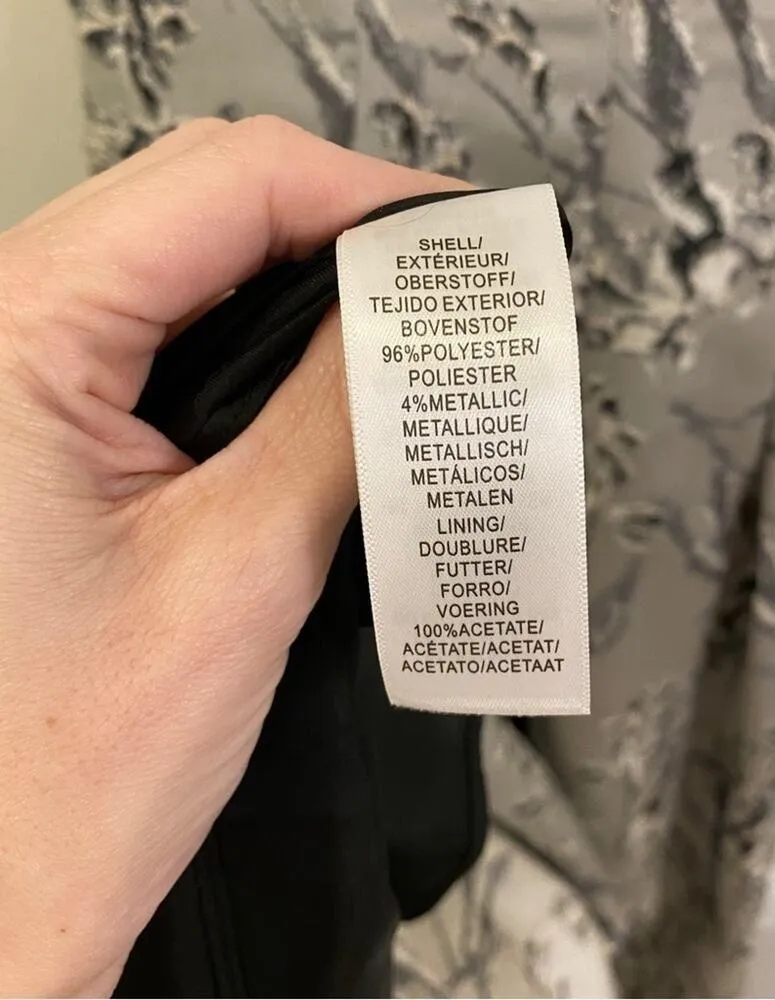 SHELL/
EXTÉRIEUR/
OBERSTOFF/
TEJIDO EXTERIOR/
BOVENSTOF
96%POLYESTER/
POLIESTER
4%METALLIC/
METALLIQUE/
METALLISCH/
METÁLICOS/
METALEN
LINING/
DOUBLURE/
FUTTER/
FORRO/
VOERING
100%ACETATE/
ACÉTATE/ACETAT/
ACETATO/ACETAAT